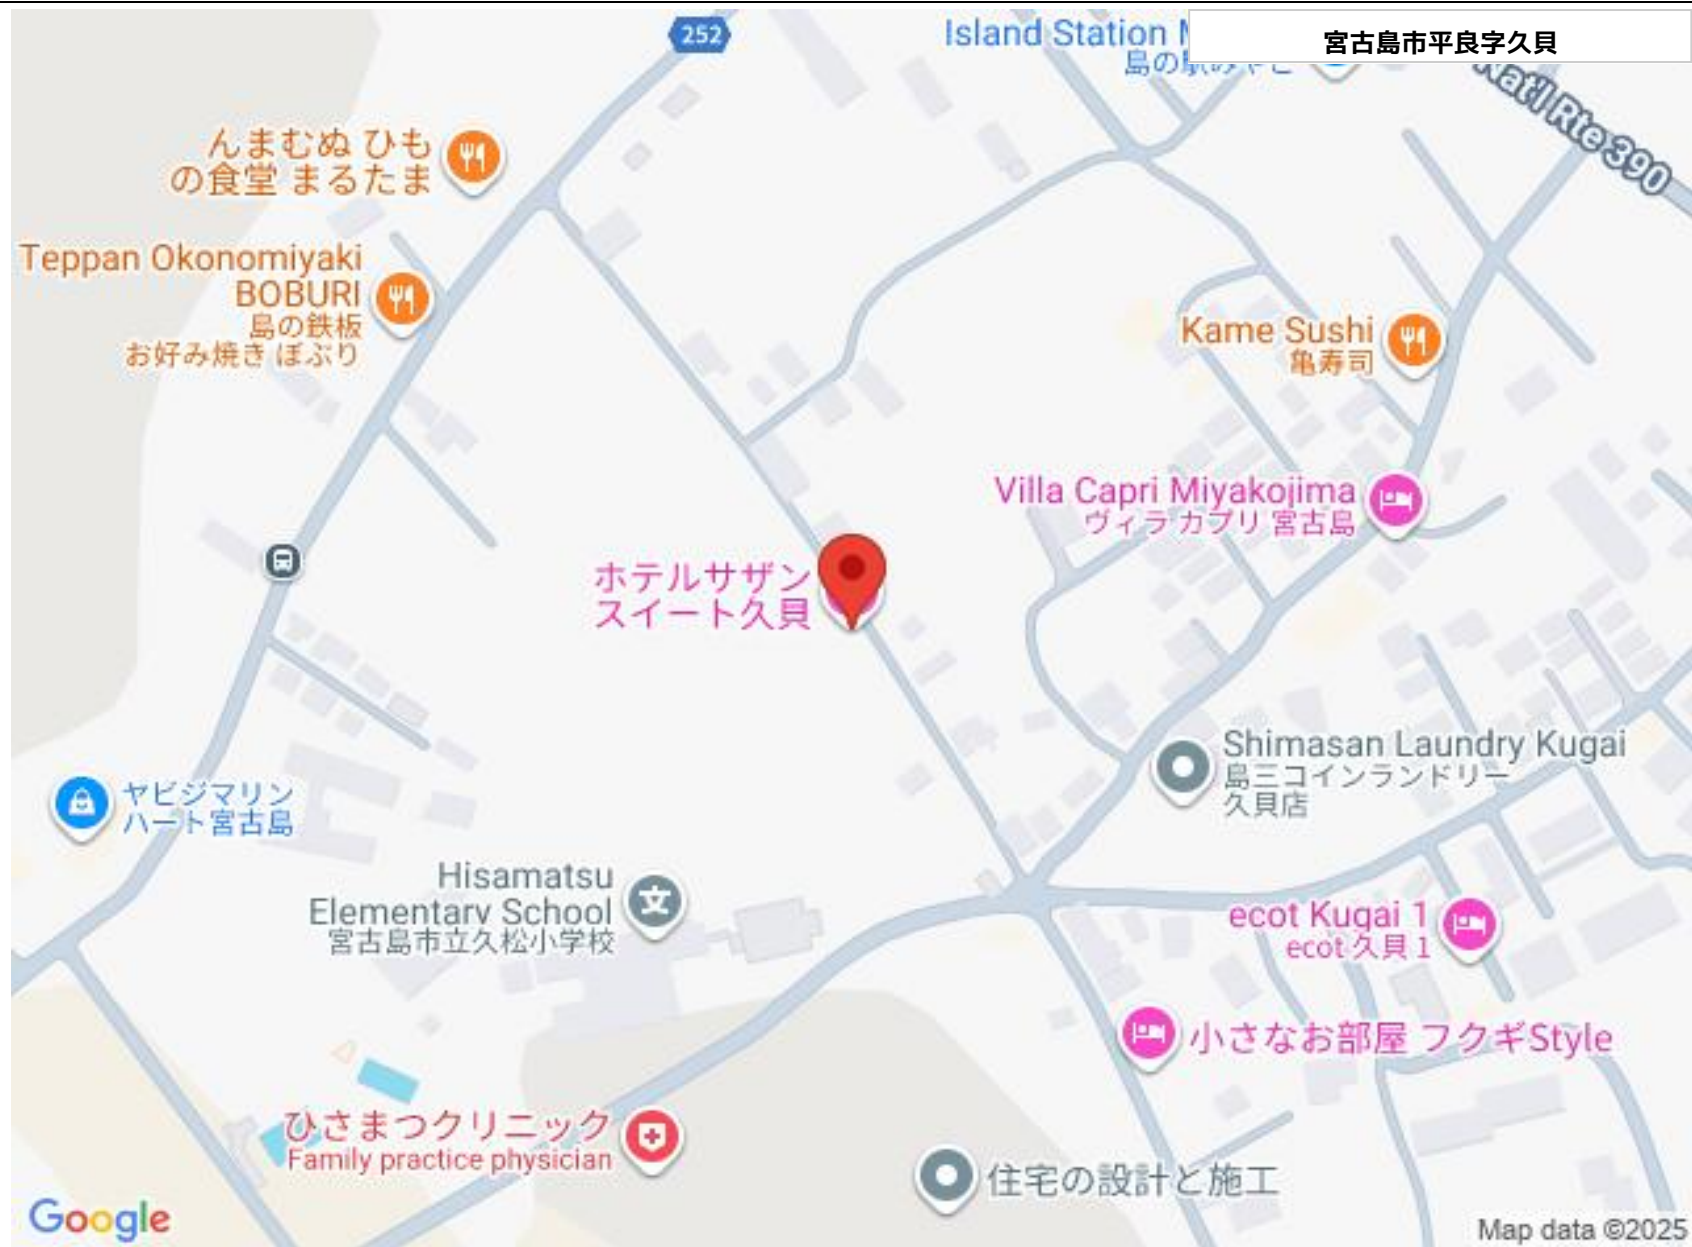 252
Island Station M
宮古島市平良字久貝
島の駅みやこ
Nat'l Rte 390
んまむぬ ひも
の食堂 まるたま
Teppan Okonomiyaki
BOBURI
島の鉄板
お好み焼き ぼぶり
Kame Sushi
亀寿司
Villa Capri Miyakojima
ヴィラ カプリ 宮古島
ホテルサザン
スイート久貝
Shimasan Laundry Kugai
島三コインランドリー
久貝店
ヤビジマリン
ハート宮古島
Hisamatsu
Elementary School
宮古島市立久松小学校
ecot Kugai 1
ecot 久貝 1
小さなお部屋 フクギStyle
ひさまつクリニック
Family practice physician
住宅の設計と施工
Google
Map data ©2025